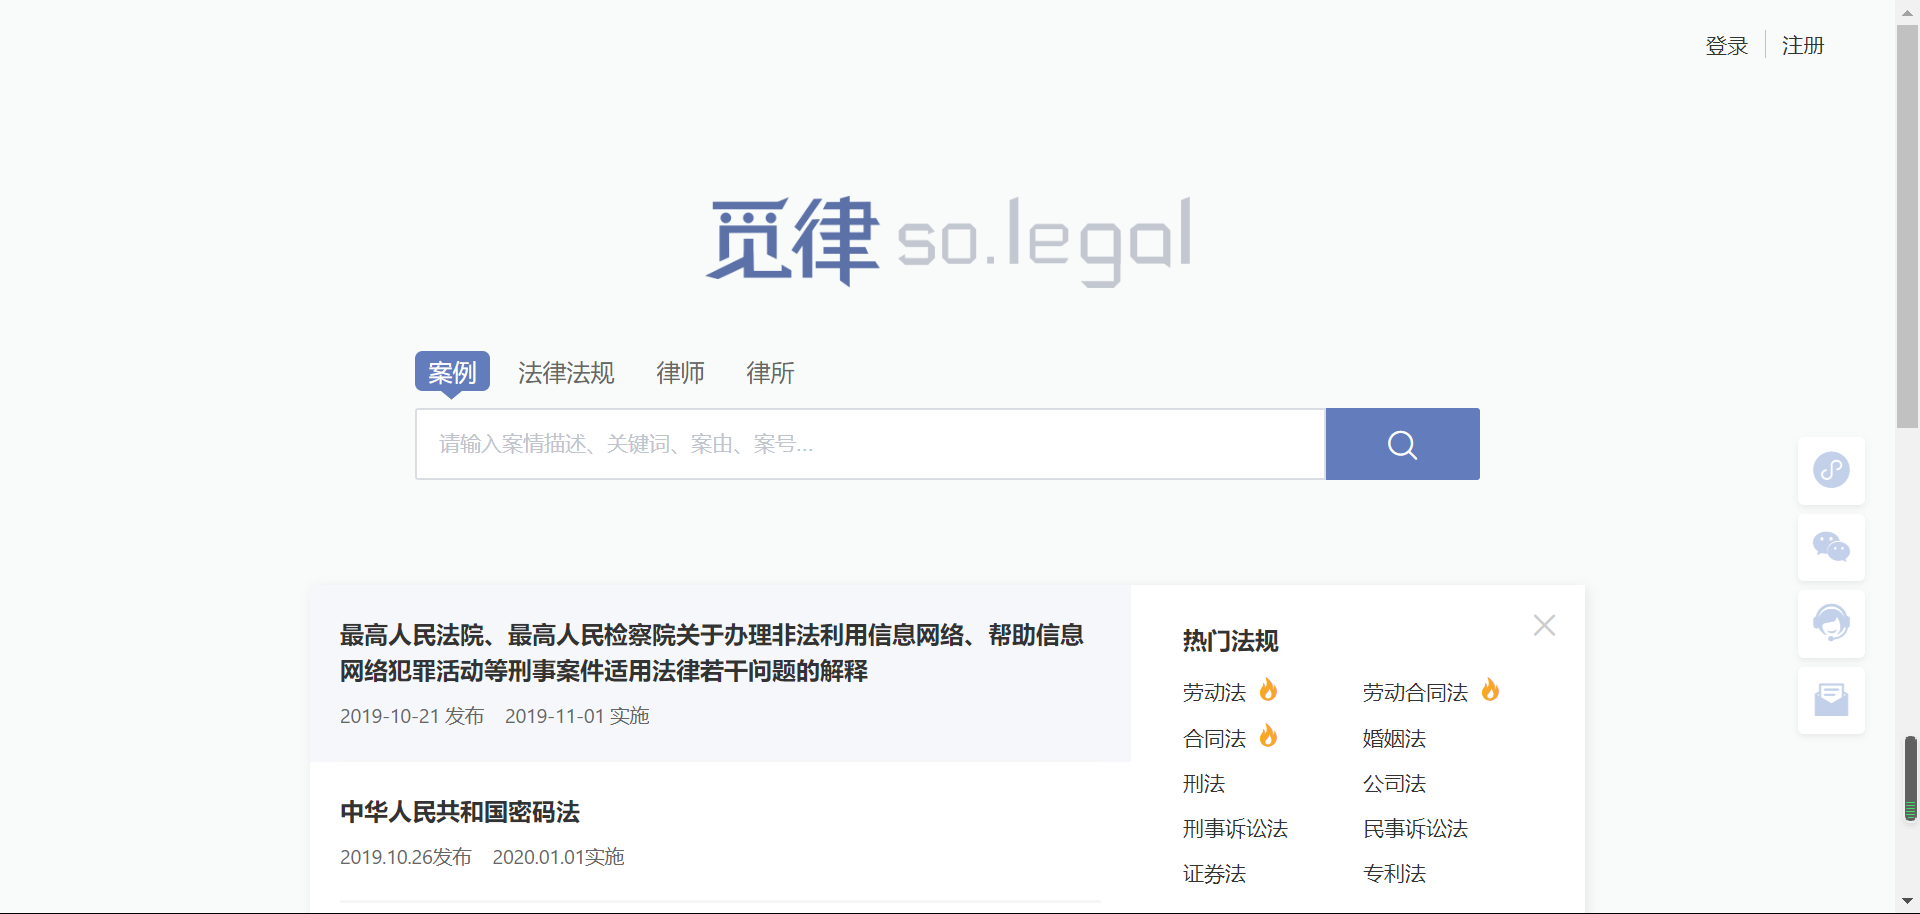 登录
注册
觅律 so.legal
案例
法律法规
律师
律所
请输入案情描述、关键词、案由、案号...
最高人民法院、最高人民检察院关于办理非法利用信息网络、帮助信息
网络犯罪活动等刑事案件适用法律若干问题的解释
2019-10-21 发布 2019-11-01 实施
中华人民共和国密码法
2019.10.26发布 2020.01.01实施
热门法规
劳动法
劳动合同法
合同法
婚姻法
刑法
公司法
刑事诉讼法
民事诉讼法
证券法
专利法